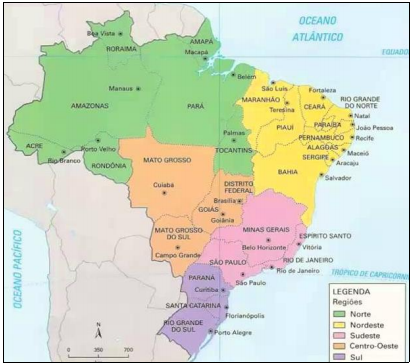 OCEANO
ATLÂNTICO
EQUADOR
Boa Vista
RORAIMA
AMAPÁ
Macapá
Belém
Manaus
AMAZONAS
PARÁ
São Luís
MARANHÃO
Teresina
Fortaleza
CEARÁ
RIO GRANDE
DO NORTE
Natal
PARAÍBA
João Pessoa
PIAUÍ
PERNAMBUCO
Recife
ALAGOAS
Maceió
SERGIPE
Aracaju
ACRE
Porto Velho
Rio Branco
RONDÔNIA
Palmas
TOCANTINS
BAHIA
Salvador
MATO GROSSO
Cuiabá
DISTRITO
FEDERAL
Brasília
GOIÁS
Goiânia
MATO GROSSO
DO SUL
Campo Grande
MINAS GERAIS
Belo Horizonte
ESPÍRITO SANTO
Vitória
SÃO PAULO
São Paulo
RIO DE JANEIRO
Rio de Janeiro
TRÓPICO DE CAPRICÓRNIO
OCEANO PACÍFICO
PARANÁ
Curitiba
SANTA CATARINA
Florianópolis
RIO GRANDE
DO SUL
Porto Alegre
N
0
LEGENDA
Regiões
Norte
Nordeste
Sudeste
Centro-Oeste
Sul